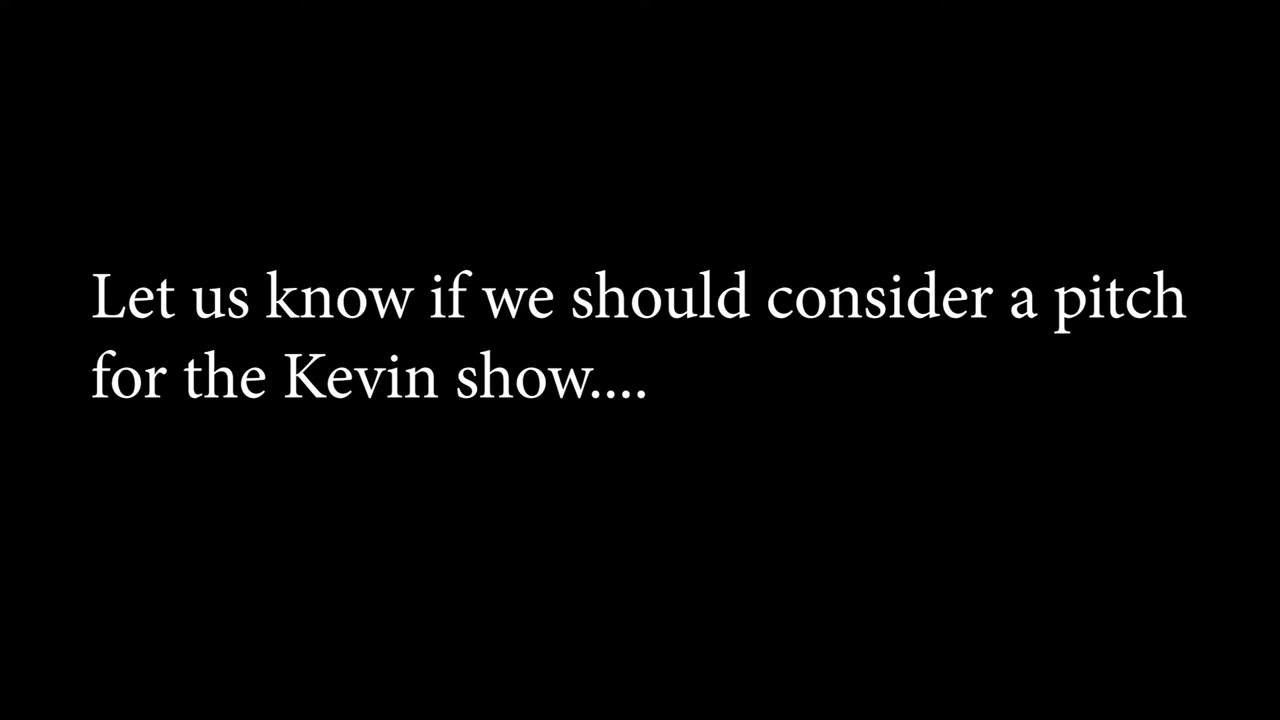 Let us know if we should consider a pitch
for the Kevin show....